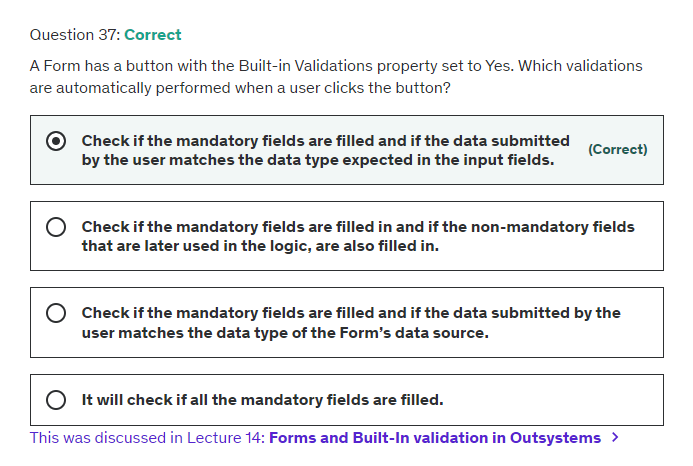 Question 37: Correct
A Form has a button with the Built-in Validations property set to Yes. Which validations
are automatically performed when a user clicks the button?
Check if the mandatory fields are filled and if the data submitted
by the user matches the data type expected in the input fields.
(Correct)
Check if the mandatory fields are filled in and if the non-mandatory fields
that are later used in the logic, are also filled in.
Check if the mandatory fields are filled and if the data submitted by the
user matches the data type of the Form’s data source.
It will check if all the mandatory fields are filled.
This was discussed in Lecture 14: Forms and Built-In validation in Outsystems >